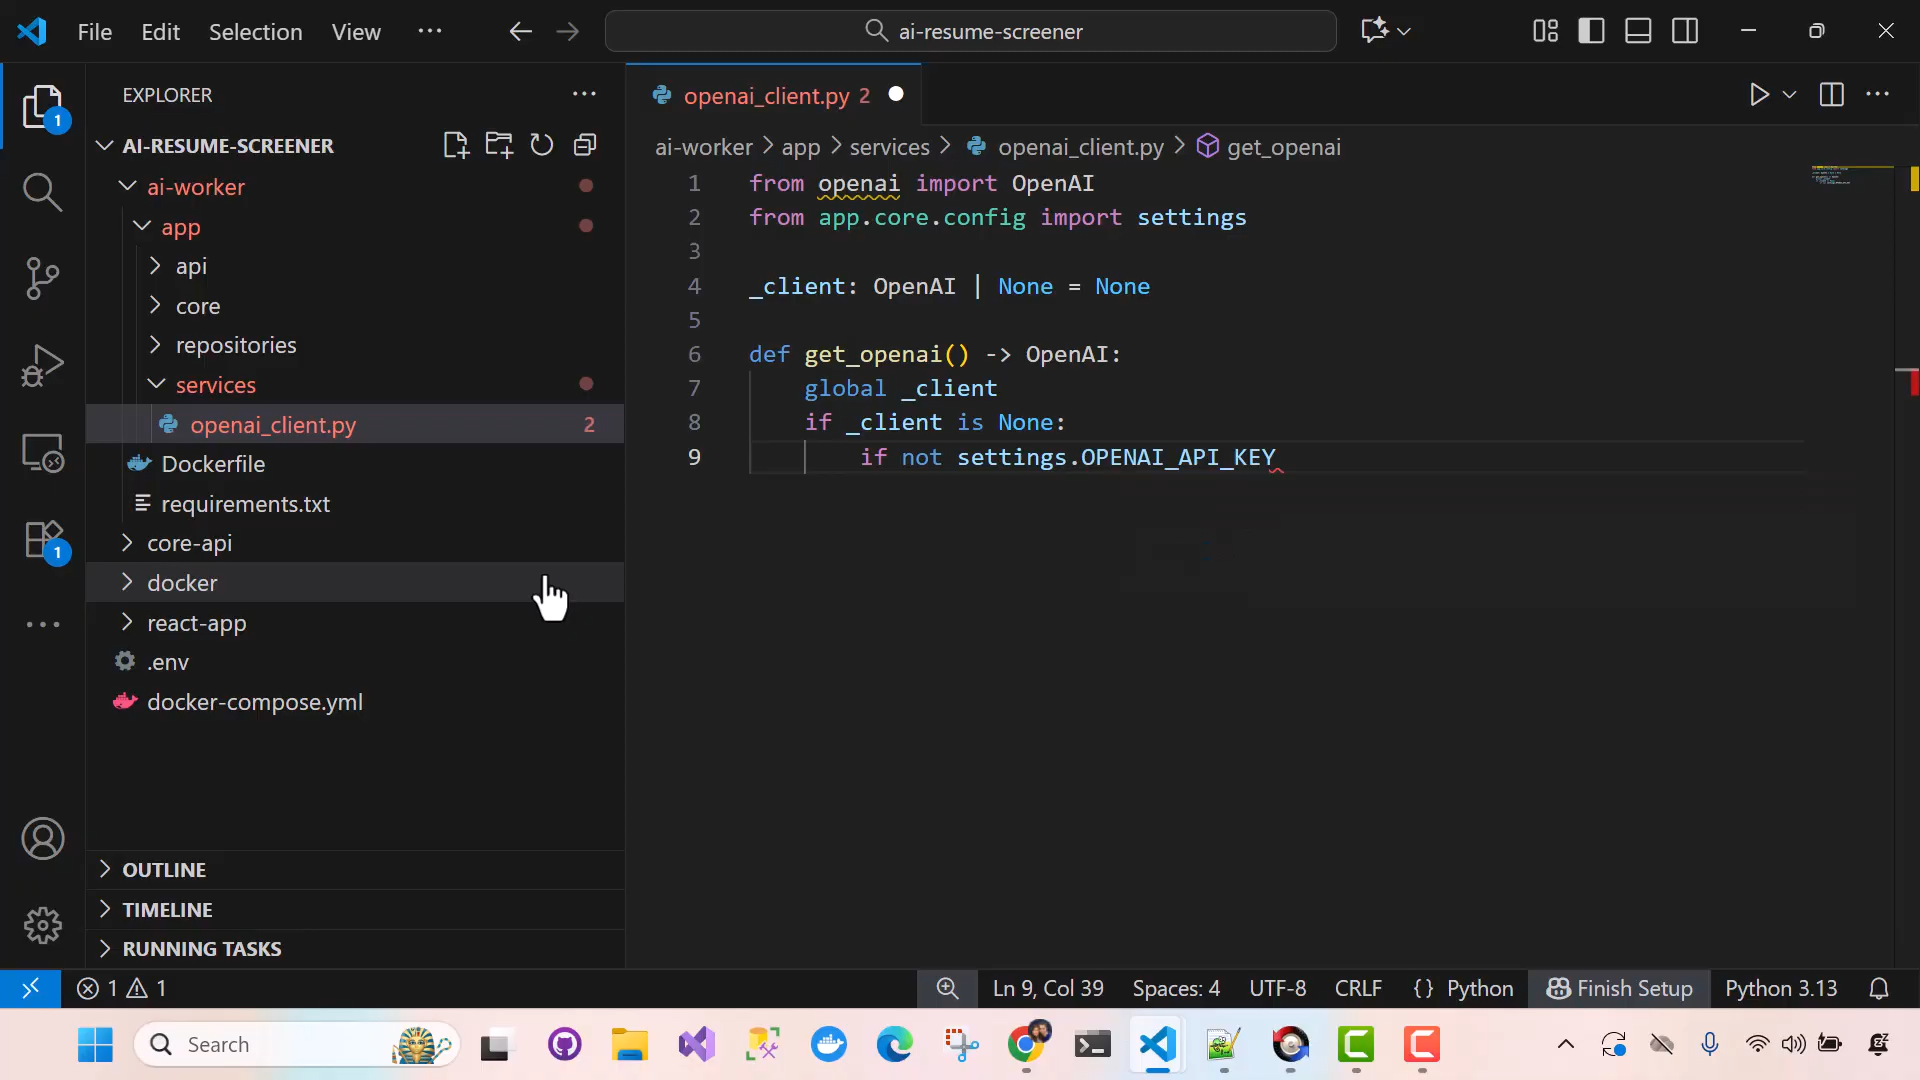 File Edit Selection View ai-resume-screener
EXPLORER
AI-RESUME-SCREENER
ai-worker
app
api
core
repositories
services
openai_client.py 2
Dockerfile
requirements.txt
core-api
docker
react-app
.env
docker-compose.yml
OUTLINE
TIMELINE
RUNNING TASKS
1
1
openai_client.py 2
ai-worker > app > services > openai_client.py > get_openai
1 from openai import OpenAI
2 from app.core.config import settings
3
4 _client: OpenAI | None = None
5
6 def get_openai() -> OpenAI:
7 global _client
8 if _client is None:
9 if not settings.OPENAI_API_KEY
1 1 Ln 9, Col 39 Spaces: 4 UTF-8 CRLF {} Python Finish Setup Python 3.13
Search